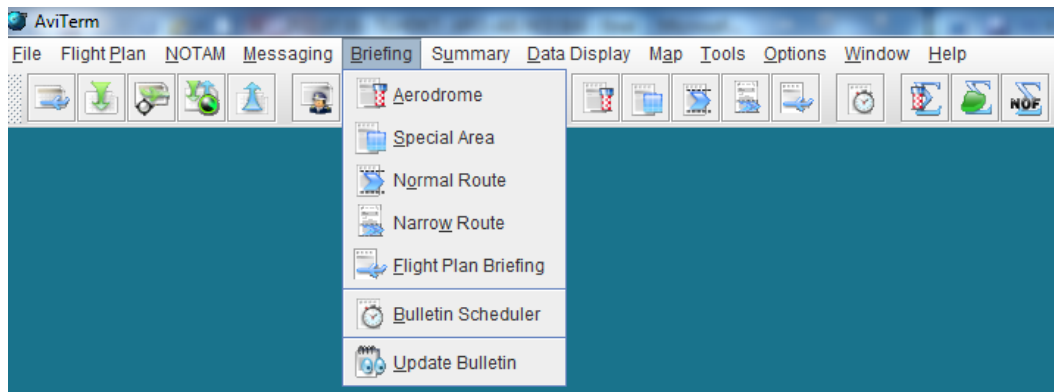 AviTerm
File Flight Plan NOTAM Messaging Briefing Summary Data Display Map Tools Options Window Help
NOF
Aerodrome
Special Area
Normal Route
Narrow Route
Flight Plan Briefing
Bulletin Scheduler
Update Bulletin